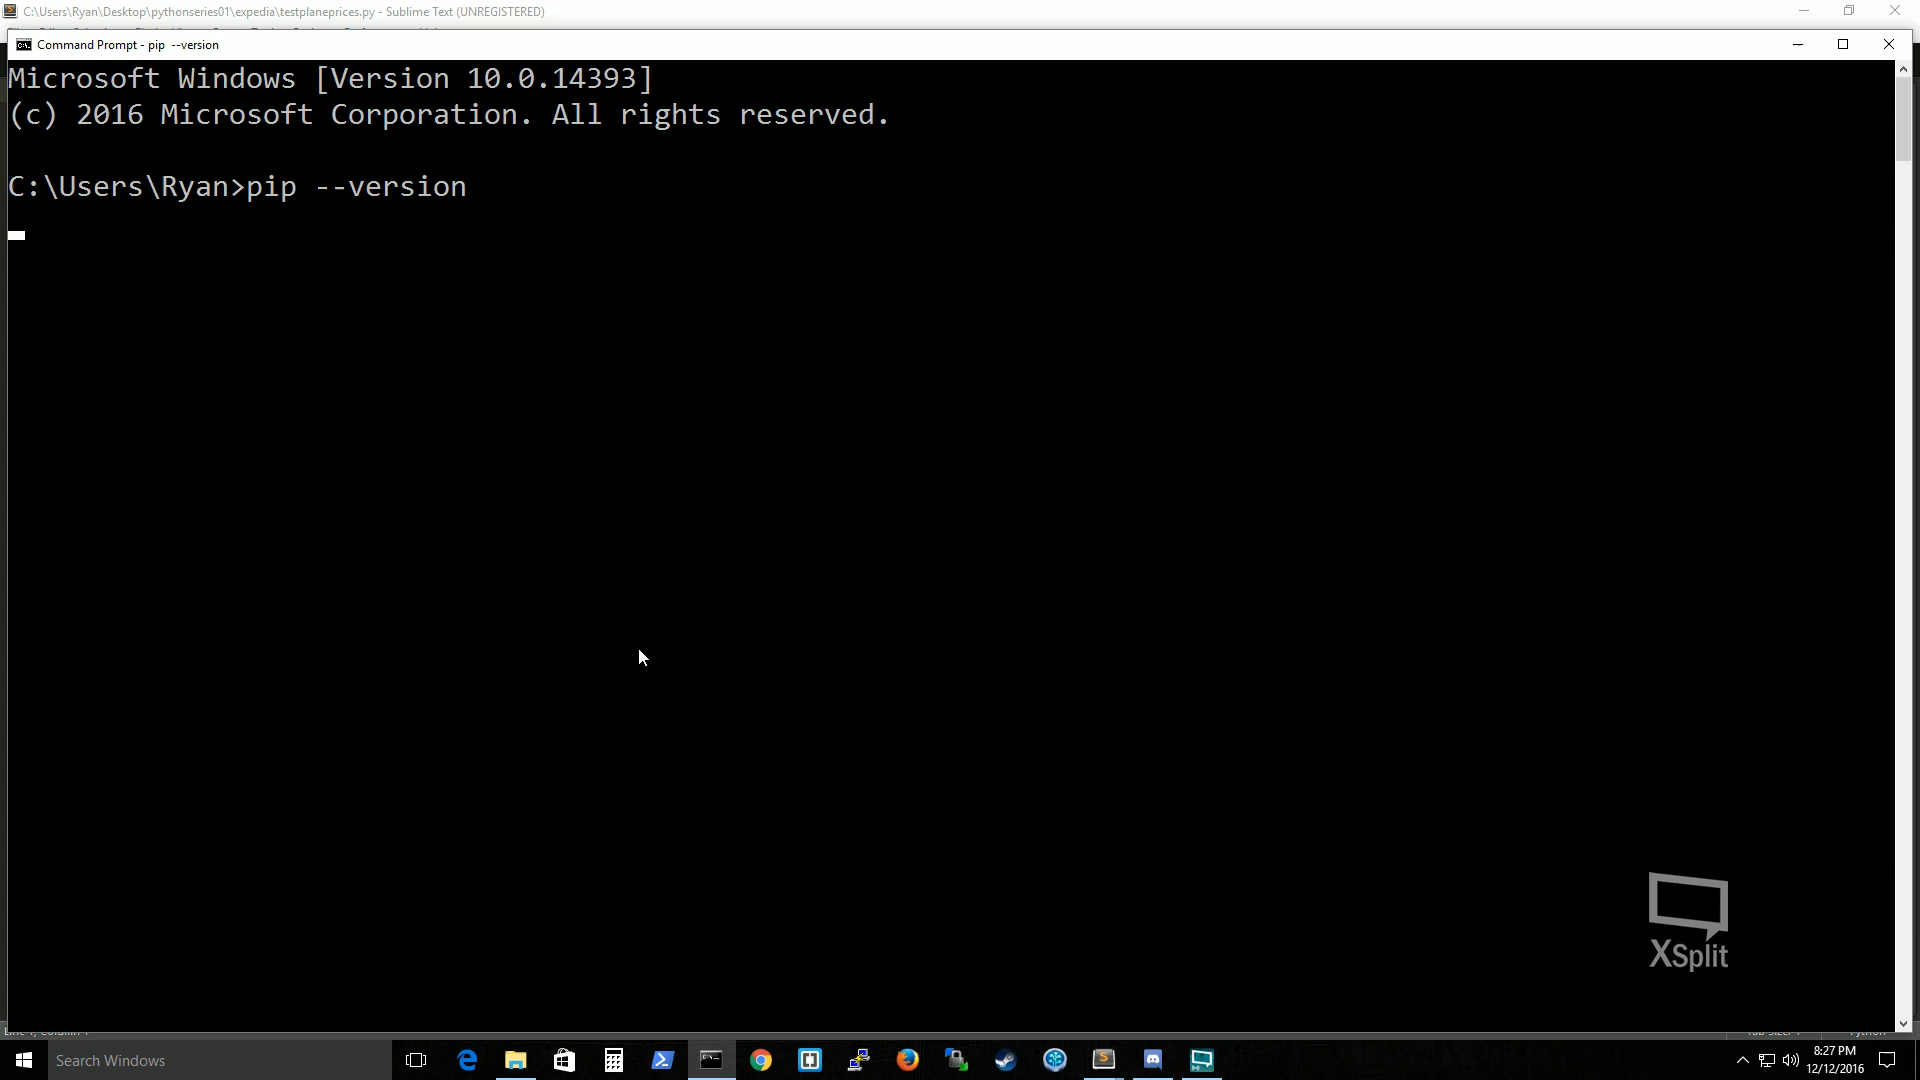 C:\Users\Ryan\Desktop\pythonseries01\expedia\testplaneprices.py - Sublime Text (UNREGISTERED)
Command Prompt - pip --version
Microsoft Windows [Version 10.0.14393]
(c) 2016 Microsoft Corporation. All rights reserved.
C:\Users\Ryan>pip --version
XSplit
Search Windows
8:27 PM
12/12/2016